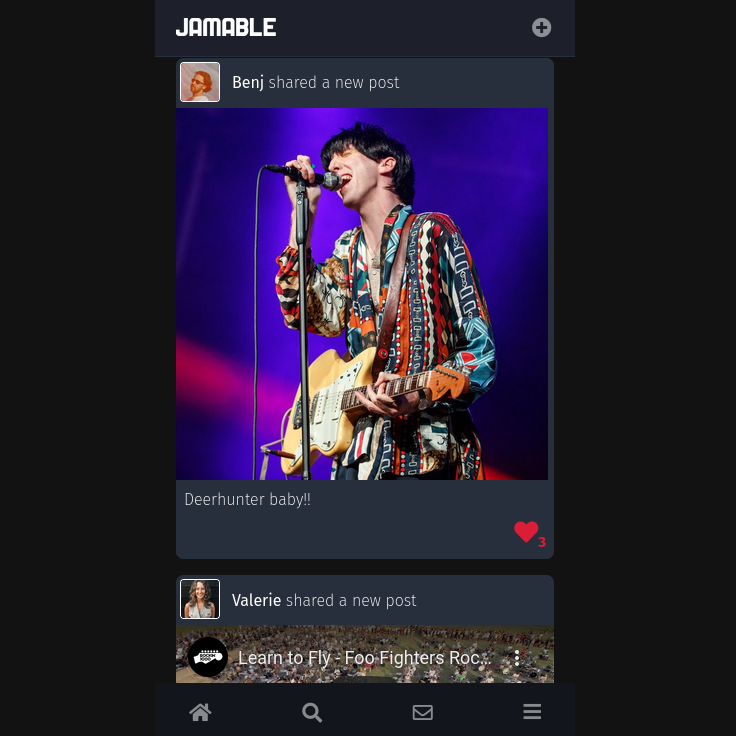 JAMABLE
Benj shared a new post
Deerhunter baby!!
3
Valerie shared a new post
Learn to Fly - Foo Fighters Roc...